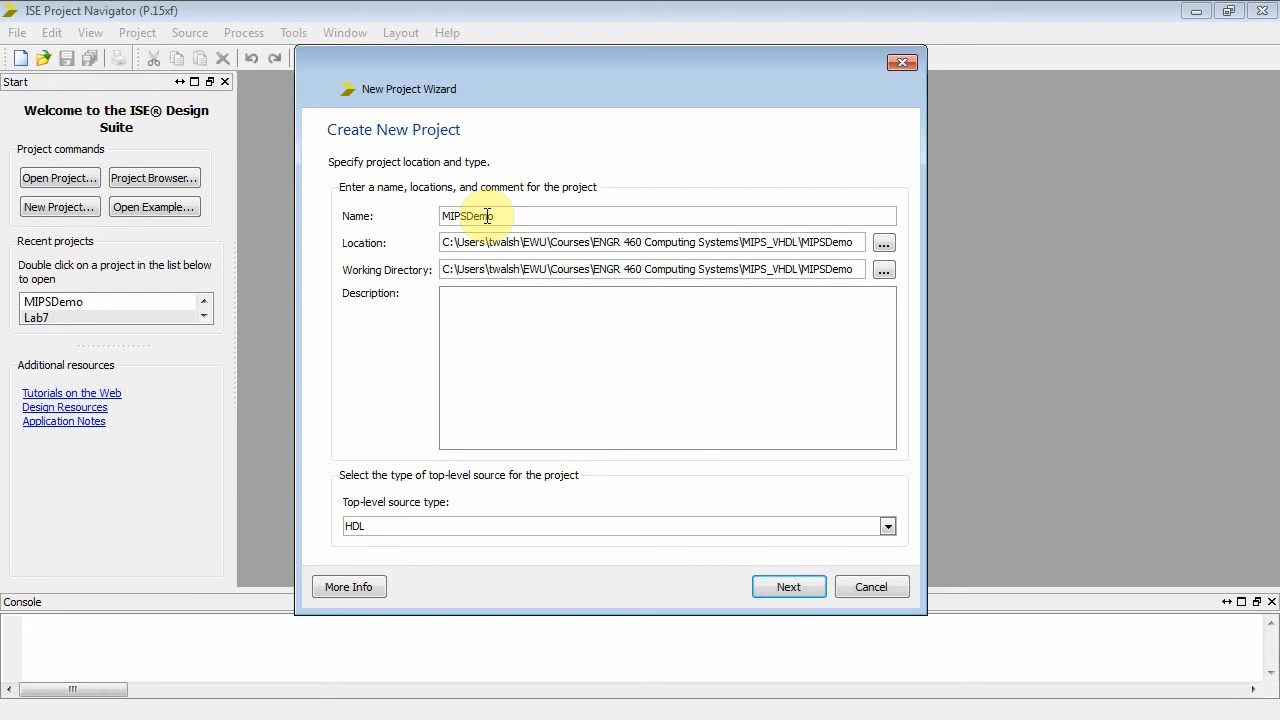 ISE Project Navigator (P.15xf)
File Edit View Project Source Process Tools Window Layout Help
Start
Welcome to the ISE® Design
Suite
Project commands
Open Project... Project Browser...
New Project... Open Example...
Recent projects
Double click on a project in the list below
to open
MIPSDemo
Lab7
Additional resources
Tutorials on the Web
Design Resources
Application Notes
New Project Wizard
Create New Project
Specify project location and type.
Enter a name, locations, and comment for the project
Name: MIPSDemo
Location: C:\Users\twalsh\EWU\Courses\ENGR 460 Computing Systems\MIPS_VHDL\MIPSDemo ...
Working Directory: C:\Users\twalsh\EWU\Courses\ENGR 460 Computing Systems\MIPS_VHDL\MIPSDemo ...
Description:
Select the type of top-level source for the project
Top-level source type:
HDL
More Info Next Cancel
Console